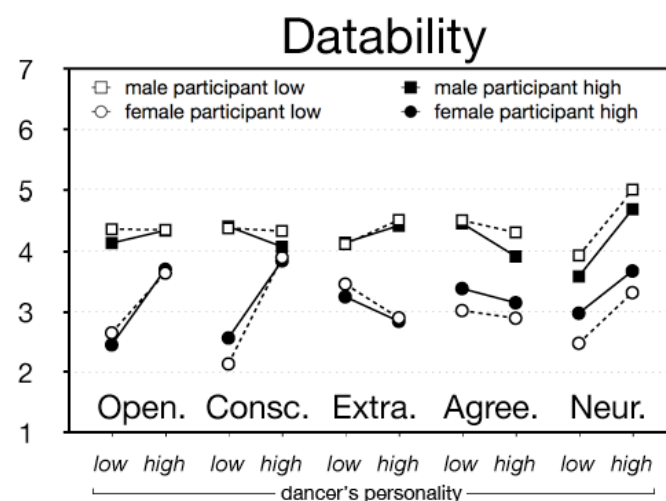 Datability
7
male participant low male participant high
female participant low female participant high
6
5
4
3
2
Open. Consc. Extra. Agree. Neur.
1
low high low high low high low high low high
dancer's personality